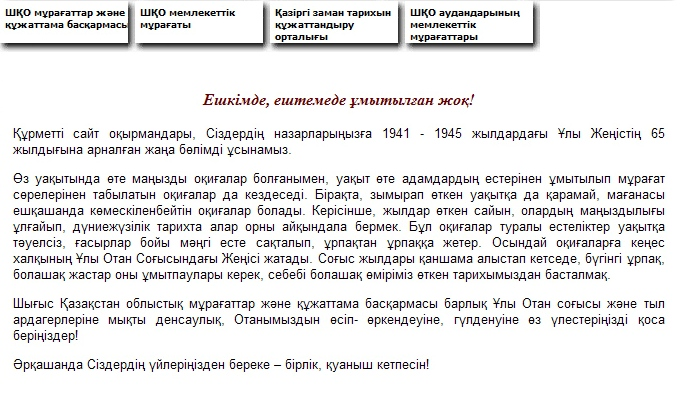 ШҚО мұрағаттар және
құжаттама басқармасы
ШҚО мемлекеттік
мұрағаты
Қазіргі заман тарихын
құжаттандыру
орталығы
ШҚО аудандарының
мемлекеттік
мұрағаттары
Ешкімде, ештемеде ұмытылған жоқ!
Құрметті сайт оқырмандары, Сіздердің назарларыңызға 1941 - 1945 жылдардағы Ұлы Жеңістің 65
жылдығына арналған жаңа бөлімді ұсынамыз.
Өз уақытында өте маңызды оқиғалар болғанымен, уақыт өте адамдардың естерінен ұмытылып мұрағат
сөрелерінен табылатын оқиғалар да кездеседі. Бірақта, зымырап өткен уақытқа да қарамай, мағанасы
ешқашанда көмескіленбейтін оқиғалар болады. Керісінше, жылдар өткен сайын, олардың маңыздылығы
ұлғайып, дүниежүзілік тарихта алар орны айқындала бермек. Бұл оқиғалар туралы естеліктер уақытқа
тәуелсіз, ғасырлар бойы мәңгі есте сақталып, ұрпақтан ұрпаққа жетер. Осындай оқиғаларға кеңес
халқының Ұлы Отан Соғысындағы Жеңісі жатады. Соғыс жылдары қаншама алыстап кетседе, бүгінгі ұрпақ,
болашақ жастар оны ұмытпаулары керек, себебі болашақ өміріміз өткен тарихымыздан басталмақ.
Шығыс Қазақстан облыстық мұрағаттар және құжаттама басқармасы барлық Ұлы Отан соғысы және тыл
ардагерлеріне мықты денсаулық, Отанымыздын өсіп- өркендеуіне, гүлденуіне өз үлестеріңізді қоса
беріңіздер!
Әрқашанда Сіздердің үйлеріңізден береке – бірлік, қуаныш кетпесін!